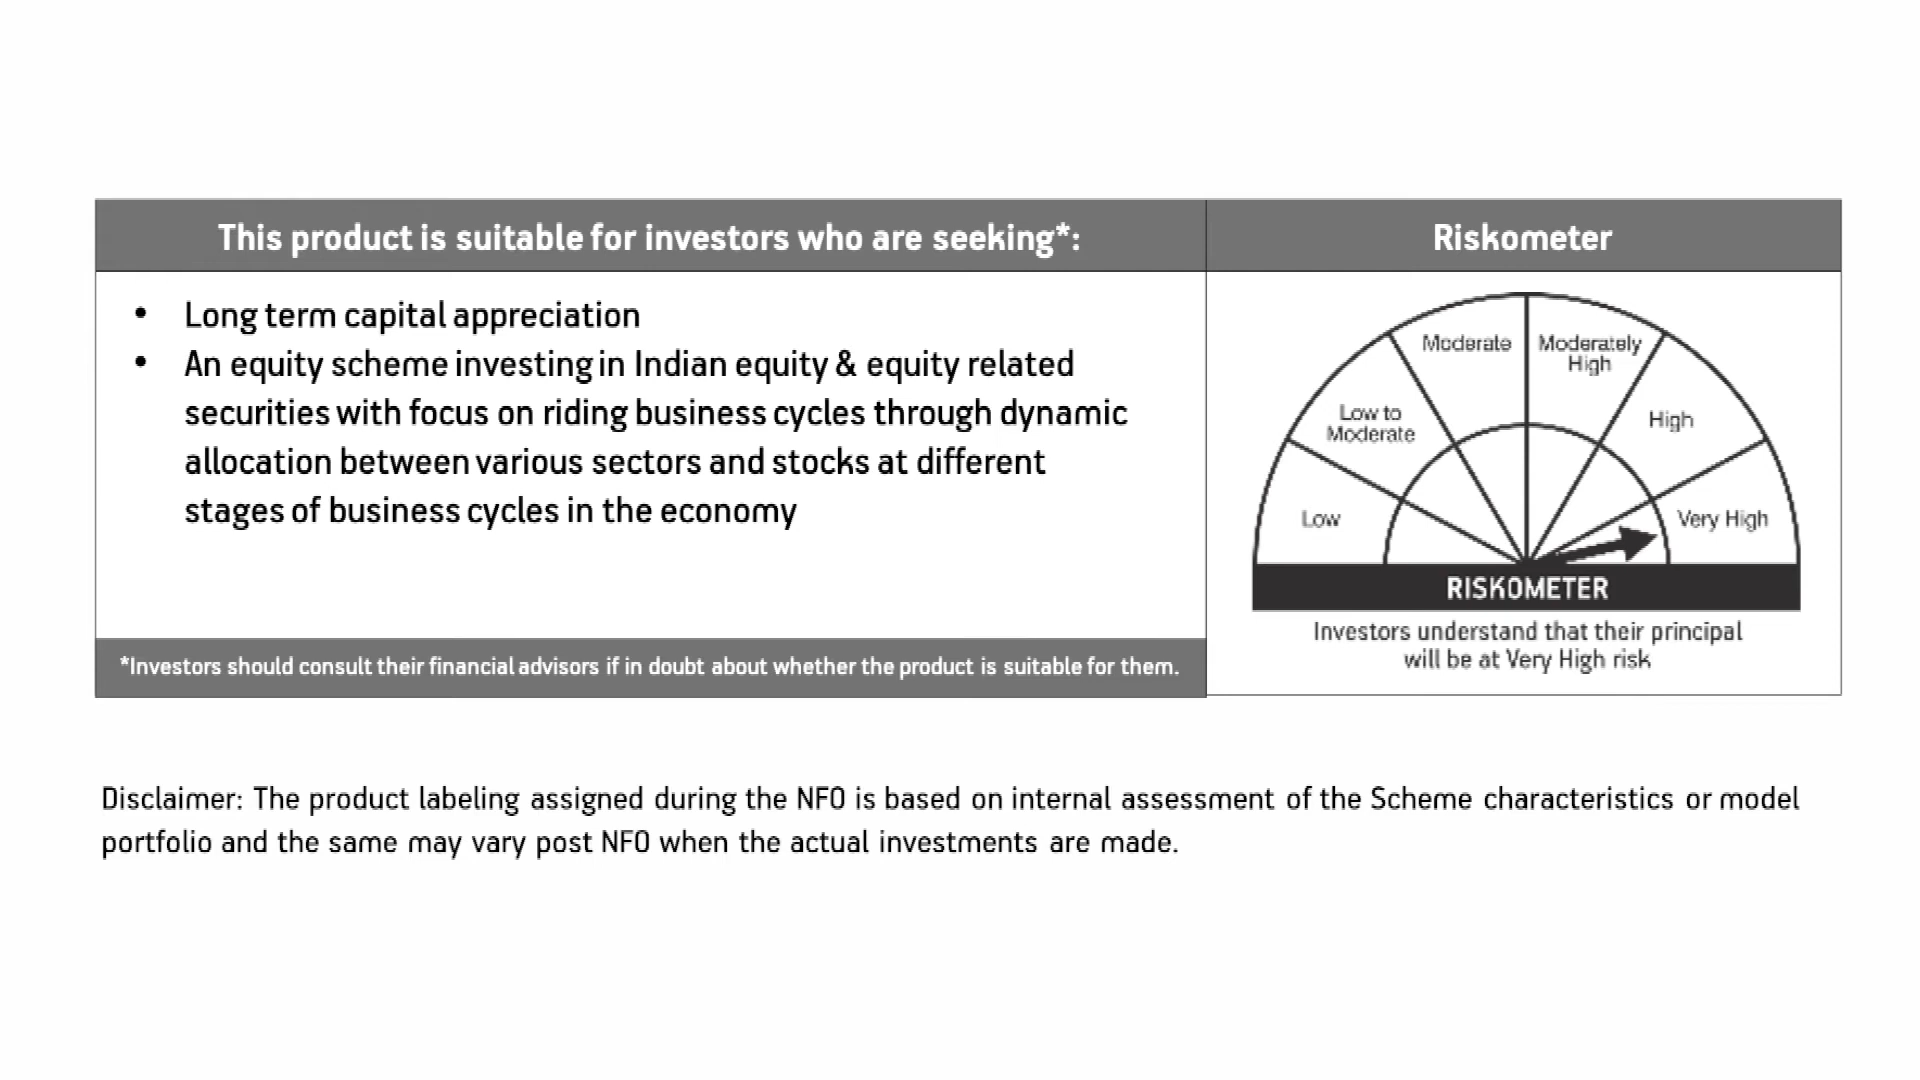 This product is suitable for investors who are seeking*:
• Long term capital appreciation
• An equity scheme investing in Indian equity & equity related
securities with focus on riding business cycles through dynamic
allocation between various sectors and stocks at different
stages of business cycles in the economy
*Investors should consult their financial advisors if in doubt about whether the product is suitable for them.
Riskometer
Low
Low to
Moderate
Moderate
Moderately
High
High
Very High
RISKOMETER
Investors understand that their principal
will be at Very High risk
Disclaimer: The product labeling assigned during the NFO is based on internal assessment of the Scheme characteristics or model
portfolio and the same may vary post NFO when the actual investments are made.